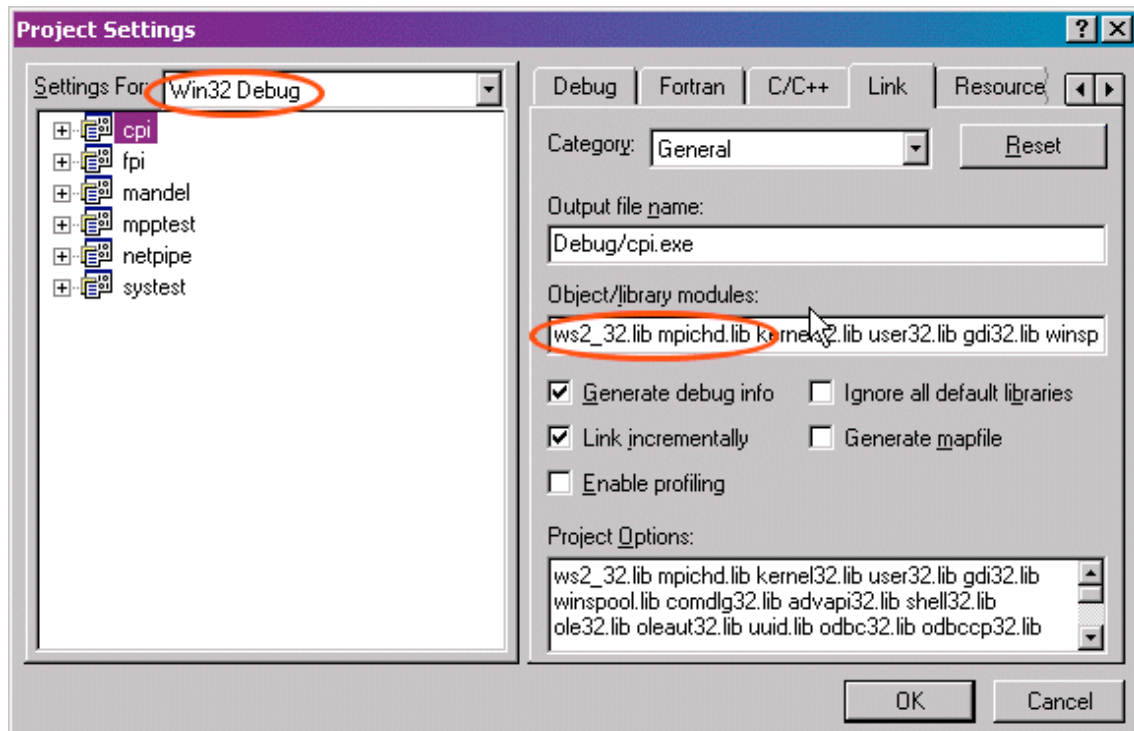 Project Settings
Settings For: Win32 Debug
cpi
fpi
mandel
mpptest
netpipe
systest
Debug Fortran C/C++ Link Resource
Category: General Reset
Output file name:
Debug/cpi.exe
Object/library modules:
ws2_32.lib mpichd.lib kernel32.lib user32.lib gdi32.lib winsp
Generate debug info Ignore all default libraries
Link incrementally Generate mapfile
Enable profiling
Project Options:
ws2_32.lib mpichd.lib kernel32.lib user32.lib gdi32.lib
winspool.lib comdlg32.lib advapi32.lib shell32.lib
ole32.lib oleaut32.lib uuid.lib odbc32.lib odbccp32.lib
OK Cancel